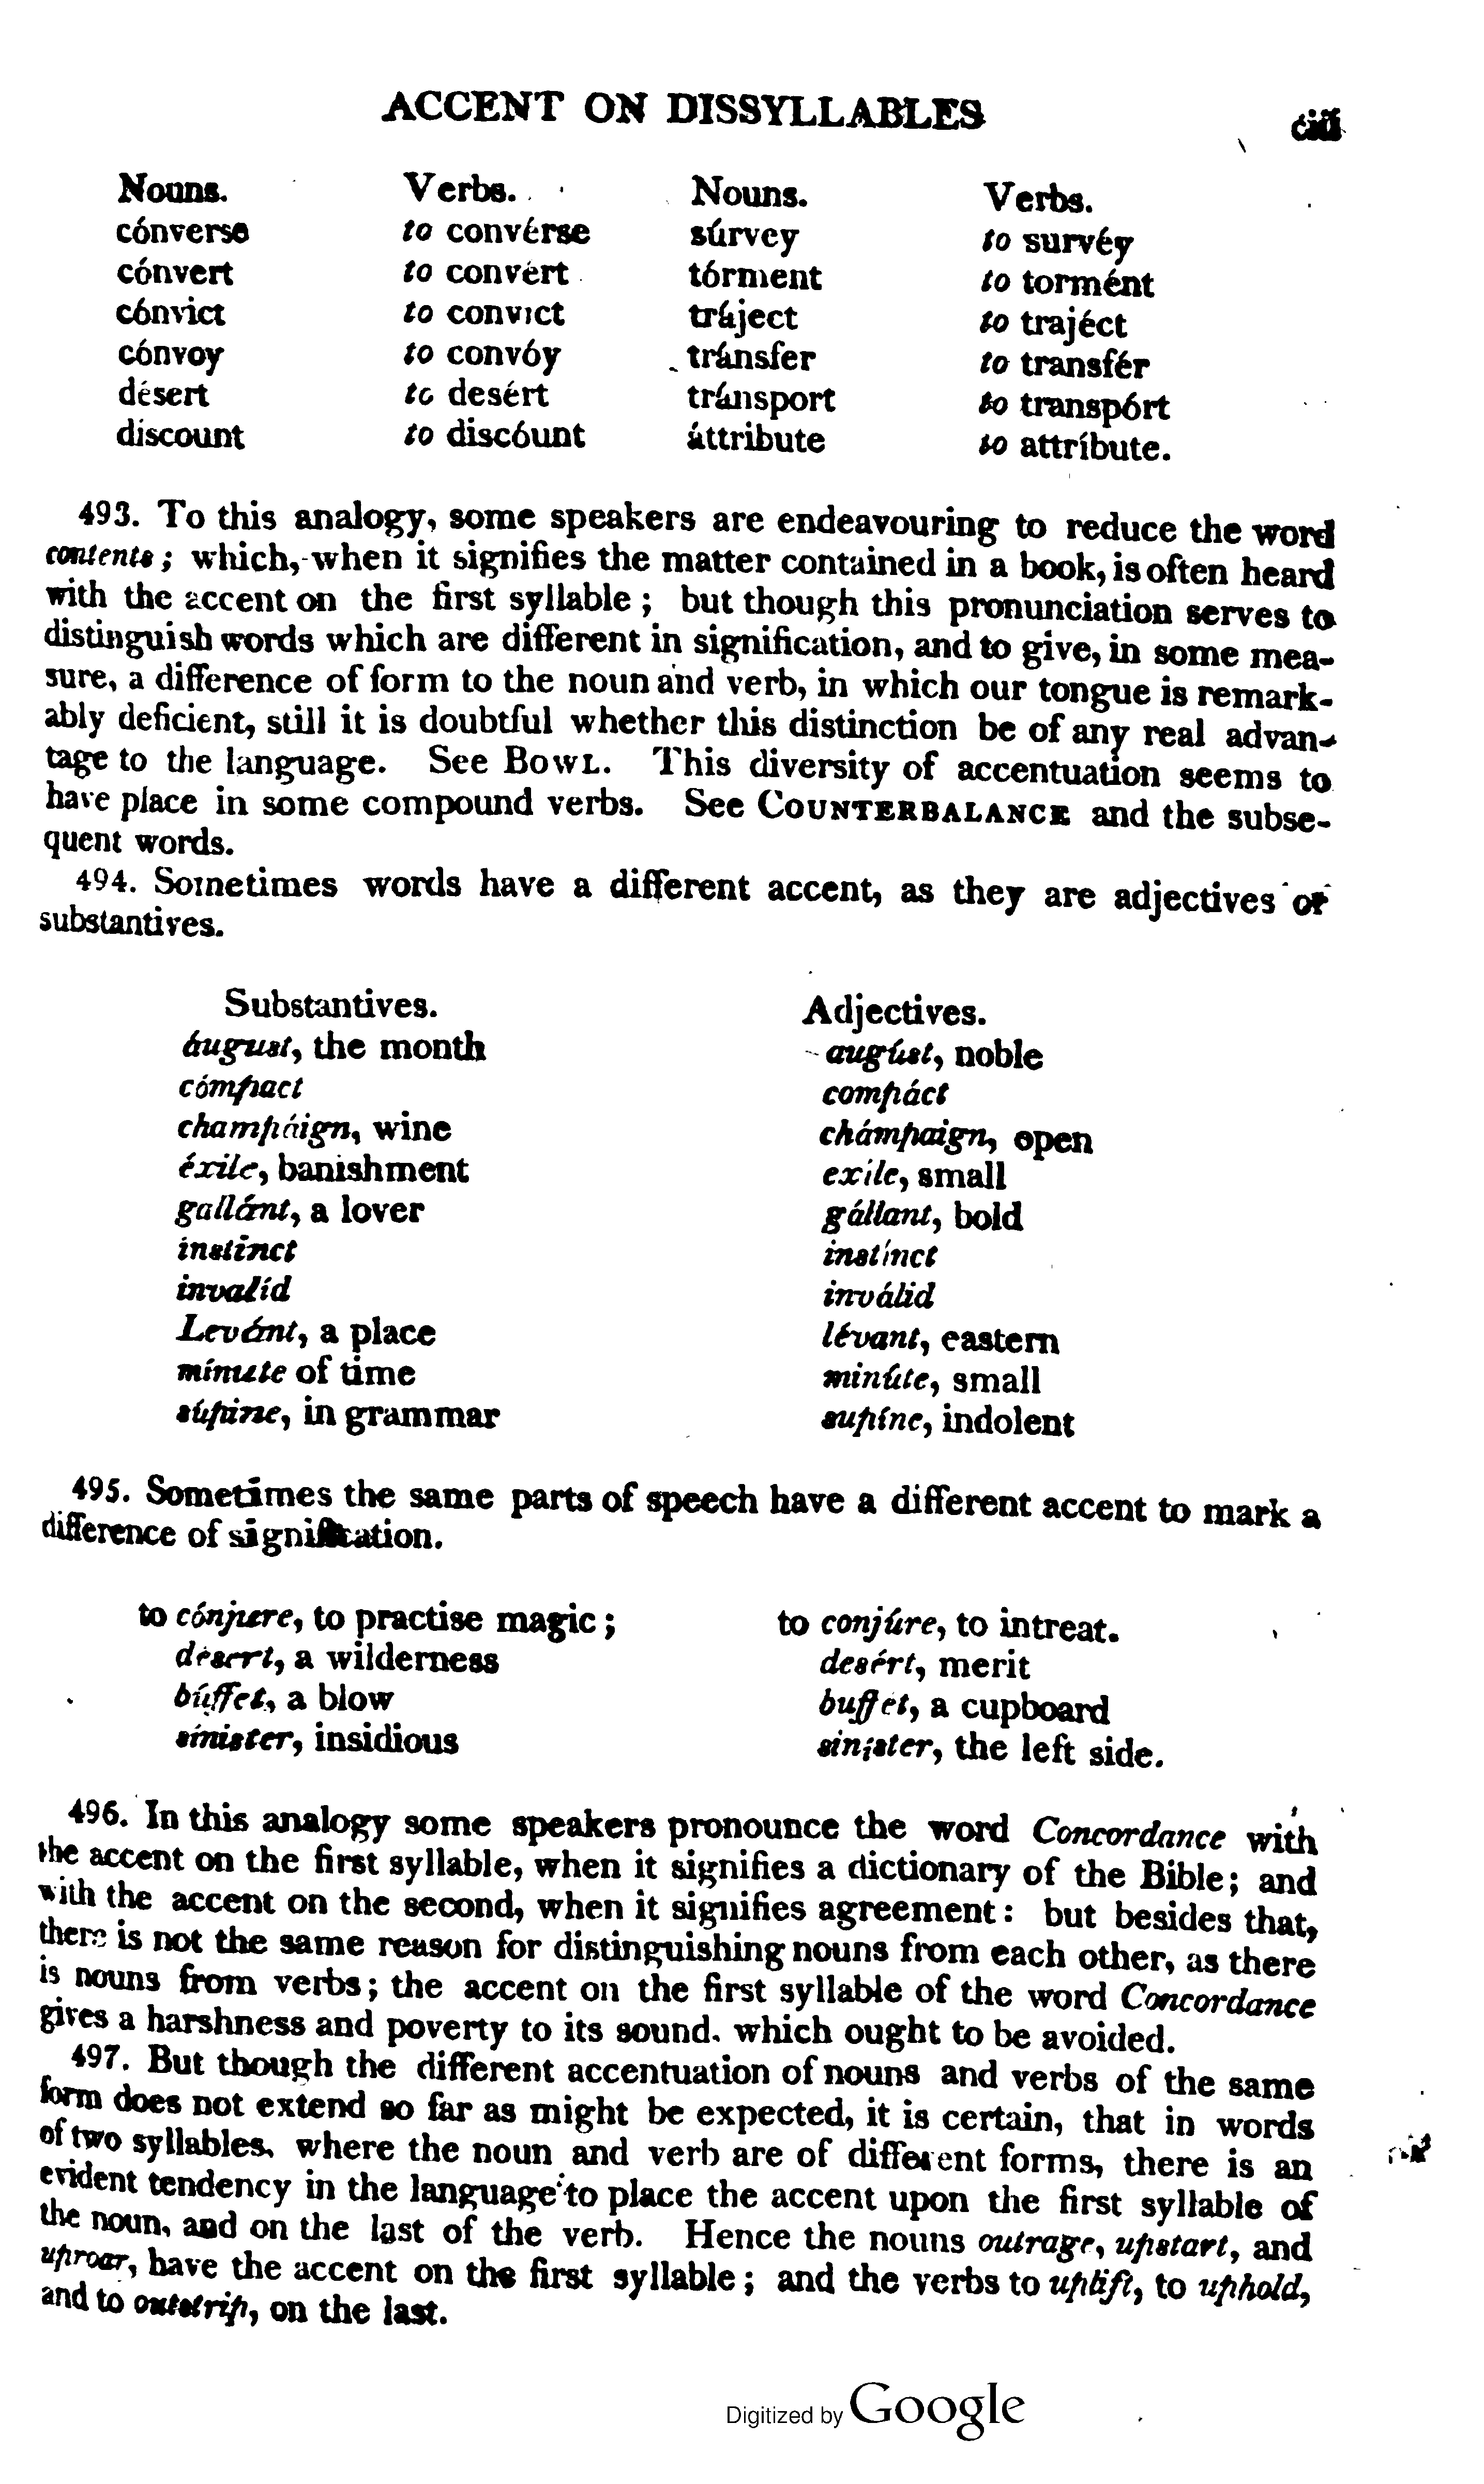 ACCENT ON DISSYLLABLES
Nouns. Verbs. Nouns. Verbs.
cónverse to convérse súrvey to survéy
cónvert to convért tórment to tormént
cónvict to convıct tráject to trajéct
cónvoy to convóy tránsfer to transfér
désert to desért tránsport to transpórt
discount to discóunt áttribute to attríbute.
493. To this analogy, some speakers are endeavouring to reduce the word
contents; which, when it signifies the matter contained in a book, is often heard
with the accent on the first syllable; but though this pronunciation serves to
distinguish words which are different in signification, and to give, in some mea-
sure, a difference of form to the noun and verb, in which our tongue is remark-
ably deficient, still it is doubtful whether this distinction be of any real advan-
tage to the language. See BOWL. This diversity of accentuation seems to
have place in some compound verbs. See COUNTERBALANCE and the subse-
quent words.
494. Sometimes words have a different accent, as they are adjectives or
substantives.
Substantives. Adjectives.
áugust, the month augúst, noble
cómpact compáct
champáign, wine chámpaign, open
éxile, banishment exile, small
gallánt, a lover gállant, bold
instinct instínct
invalíd inválid
Levánt, a place lévant, eastern
mínute of time minúte, small
súpine, in grammar supíne, indolent
495. Sometimes the same parts of speech have a different accent to mark a
difference of signification.
to cónjure, to practise magic; to conjúre, to intreat.
désert, a wilderness desért, merit
búffet, a blow buffét, a cupboard
sínister, insidious sinister, the left side.
496. In this analogy some speakers pronounce the word Concordance with
the accent on the first syllable, when it signifies a dictionary of the Bible; and
with the accent on the second, when it signifies agreement: but besides that,
there is not the same reason for distinguishing nouns from each other, as there
is nouns from verbs; the accent on the first syllable of the word Concordance
gives a harshness and poverty to its sound, which ought to be avoided.
497. But though the different accentuation of nouns and verbs of the same
form does not extend so far as might be expected, it is certain, that in words
of two syllables, where the noun and verb are of different forms, there is an
evident tendency in the language to place the accent upon the first syllable of
the noun, and on the last of the verb. Hence the nouns outrage, upstart, and
uproar, have the accent on the first syllable; and the verbs to uplift, to uphold,
and to outstrip, on the last.
Digitized by Google